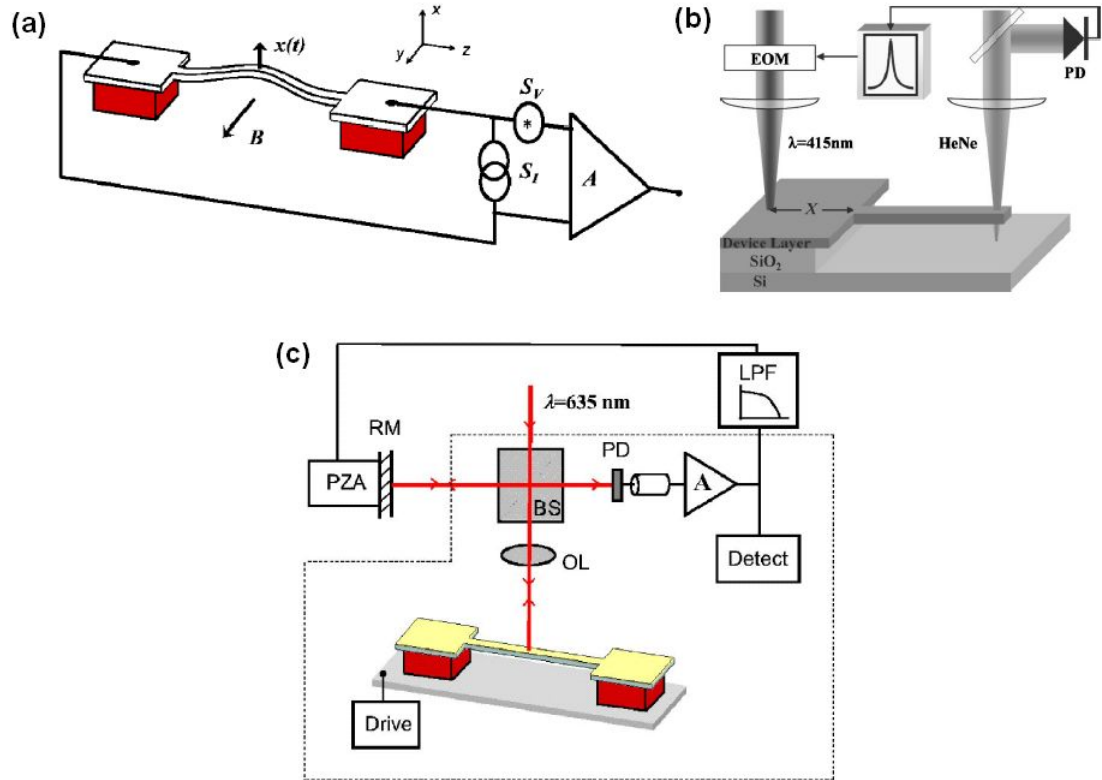 (a)
x(t)
x
y
z
B
S_V
*
S_I
A
(b)
EOM
PD
λ=415nm
HeNe
X
Device Layer
SiO₂
Si
(c)
LPF
λ=635 nm
RM
PD
PZA
A
BS
OL
Detect
Drive